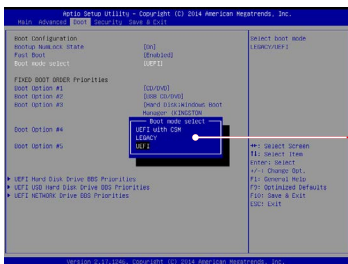 Aptio Setup Utility - Copyright (C) 2014 American Megatrends, Inc.
Main Advanced Boot Security Save & Exit
Boot Configuration
Bootup NumLock State [On]
Fast Boot [Enabled]
Boot mode select [UEFI]
FIXED BOOT ORDER Priorities
Boot Option #1 [CD/DVD]
Boot Option #2 [USB CD/DVD]
Boot Option #3 [Hard Disk:Windows Boot
Manager (KINGSTON
Boot Option #4
Boot Option #5
Boot mode select
UEFI with CSM
LEGACY
UEFI
▶ UEFI Hard Disk Drive BBS Priorities
▶ UEFI USB Hard Disk Drive BBS Priorities
▶ UEFI NETWORK Drive BBS Priorities
Select boot mode
LEGACY/UEFI
→←: Select Screen
↑↓: Select Item
Enter: Select
+/-: Change Opt.
F1: General Help
F9: Optimized Defaults
F10: Save & Exit
ESC: Exit
Version 2.17.1246. Copyright (C) 2014 American Megatrends, Inc.